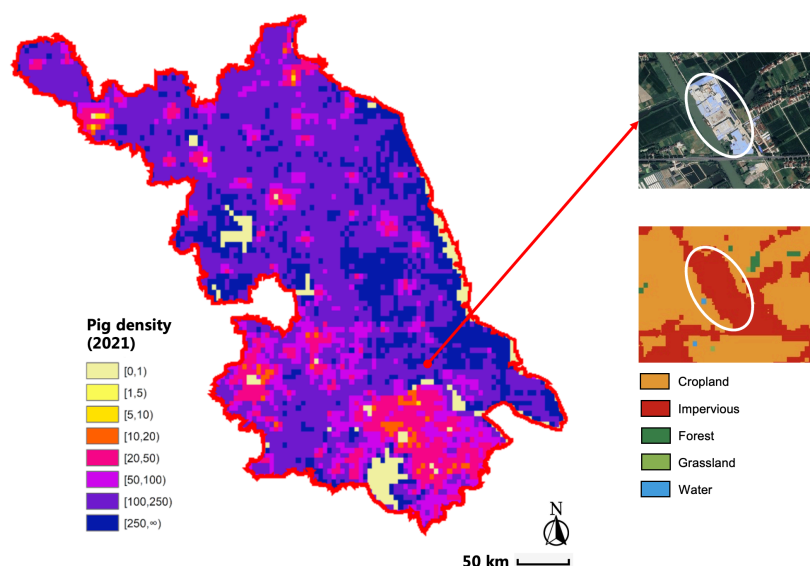 Pig density
(2021)
[0,1)
[1,5)
[5,10)
[10,20)
[20,50)
[50,100)
[100,250)
[250,∞)
Cropland
Impervious
Forest
Grassland
Water
N
50 km